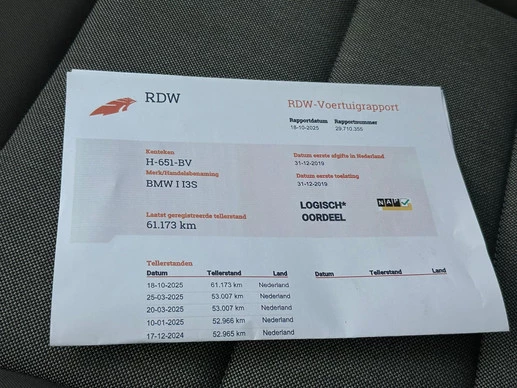 RDW
RDW-Voertuigrapport
Rapportdatum Rapportnummer
18-10-2025 29.710.355
Kenteken
H-651-BV
Merk/Handelsbenaming
BMW I I3S
Datum eerste afgifte in Nederland
31-12-2019
Datum eerste toelating
31-12-2019
Laatst geregistreerde tellerstand
61.173 km
LOGISCH*
OORDEEL
NAP
Tellerstanden
Datum Tellerstand Land Datum Tellerstand Land
18-10-2025 61.173 km Nederland
25-03-2025 53.007 km Nederland
20-03-2025 53.007 km Nederland
10-01-2025 52.966 km Nederland
17-12-2024 52.965 km Nederland